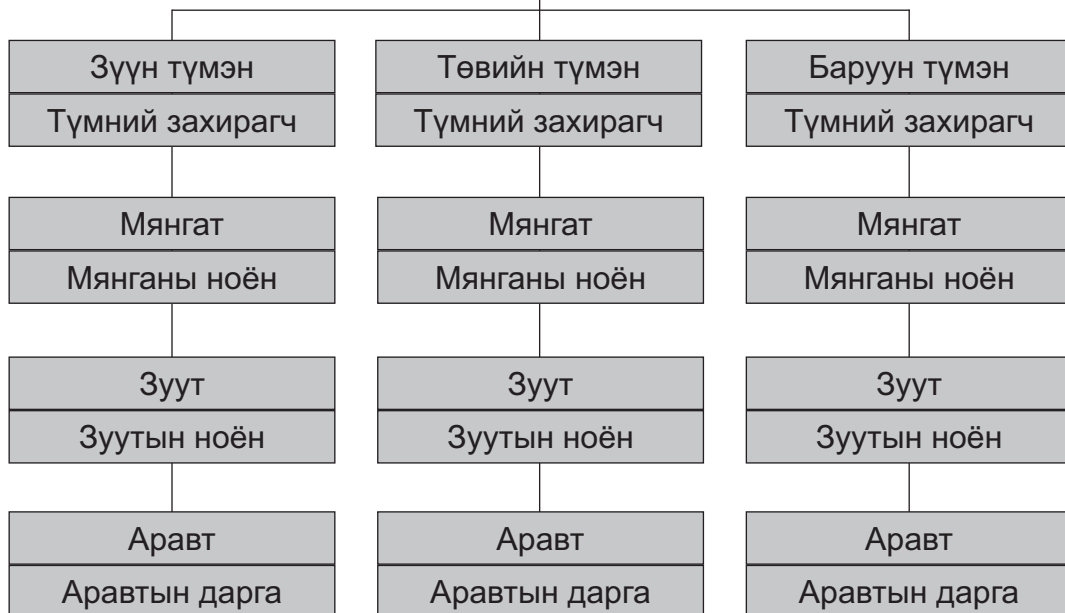 Зүүн түмэн
Түмний захирагч
Мянгат
Мянганы ноён
Зуут
Зуутын ноён
Аравт
Аравтын дарга
Төвийн түмэн
Түмний захирагч
Мянгат
Мянганы ноён
Зуут
Зуутын ноён
Аравт
Аравтын дарга
Баруун түмэн
Түмний захирагч
Мянгат
Мянганы ноён
Зуут
Зуутын ноён
Аравт
Аравтын дарга